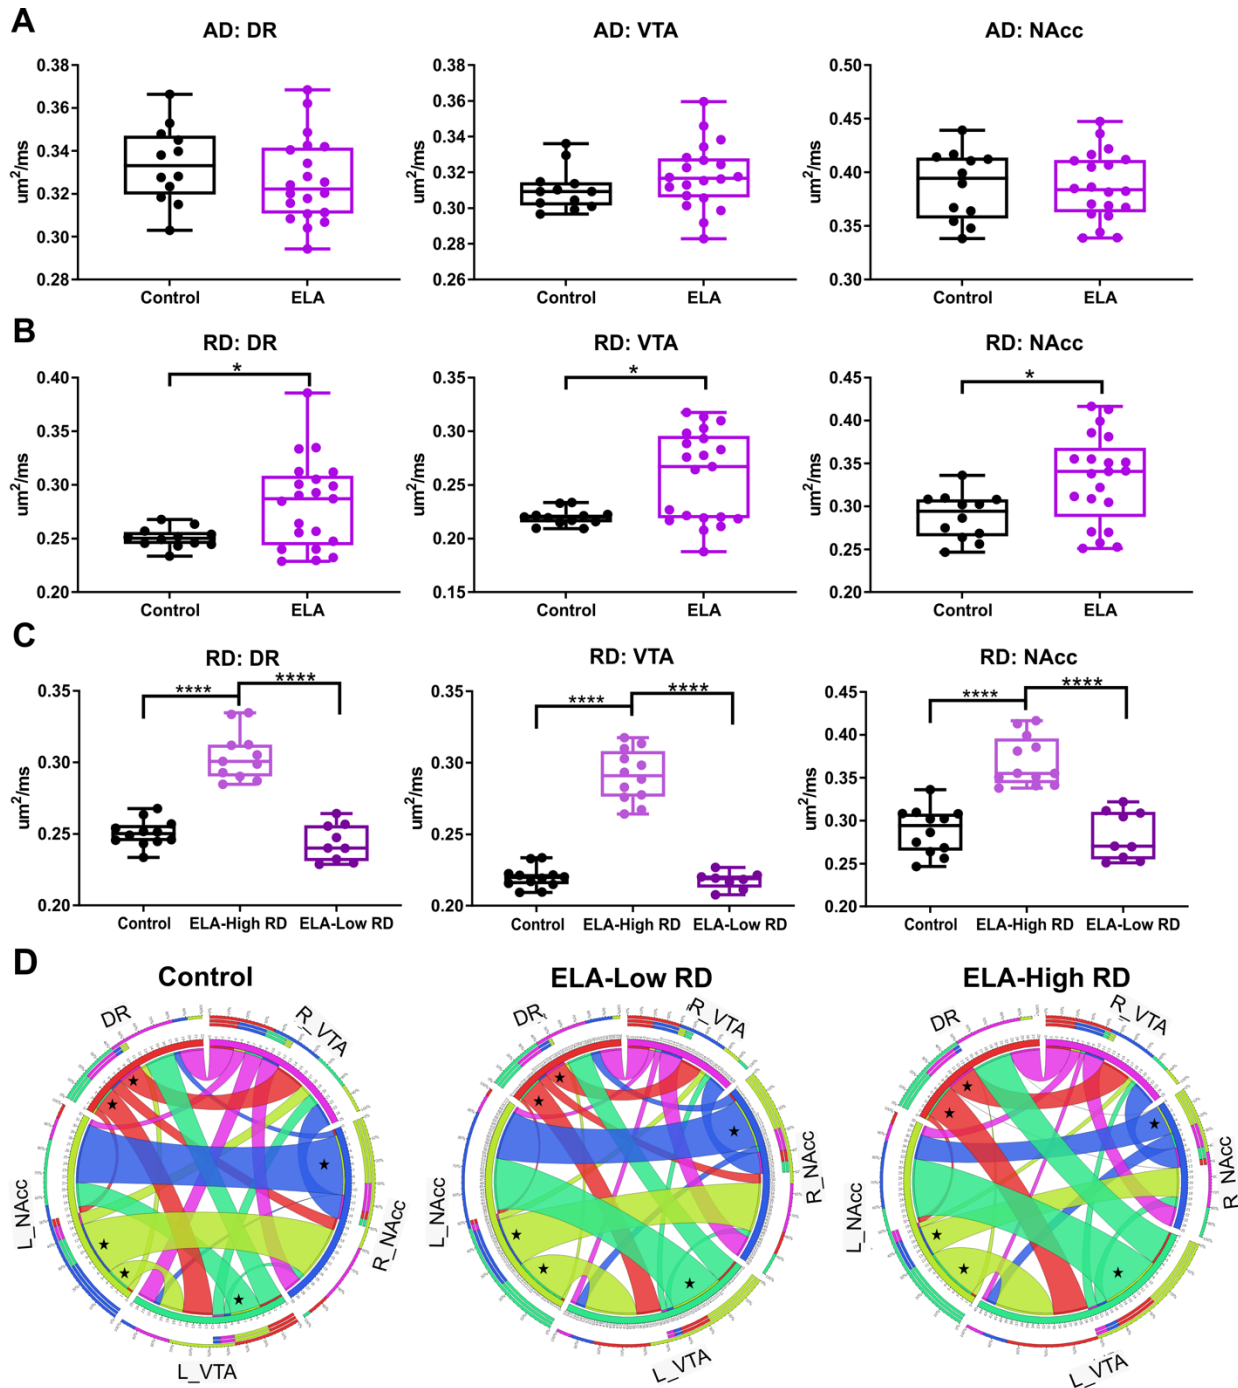 A
AD: DR
AD: VTA
AD: NAcc
um²/ms
0.38
0.36
0.34
0.32
0.30
0.28
Control
ELA
um²/ms
0.38
0.36
0.34
0.32
0.30
0.28
0.26
Control
ELA
um²/ms
0.50
0.45
0.40
0.35
0.30
Control
ELA
B
RD: DR
RD: VTA
RD: NAcc
um²/ms
0.40
0.35
0.30
0.25
0.20
*
Control
ELA
um²/ms
0.35
0.30
0.25
0.20
0.15
*
Control
ELA
um²/ms
0.45
0.40
0.35
0.30
0.25
0.20
*
Control
ELA
C
RD: DR
RD: VTA
RD: NAcc
um²/ms
0.35
0.30
0.25
0.20
****
****
Control
ELA-High RD
ELA-Low RD
um²/ms
0.35
0.30
0.25
0.20
****
****
Control
ELA-High RD
ELA-Low RD
um²/ms
0.45
0.40
0.35
0.30
0.25
0.20
****
****
Control
ELA-High RD
ELA-Low RD
D
Control
DR
R_VTA
L_NAcc
R_NAcc
L_VTA
ELA-Low RD
DR
R_VTA
L_NAcc
R_NAcc
L_VTA
ELA-High RD
DR
R_VTA
L_NAcc
R_NAcc
L_VTA